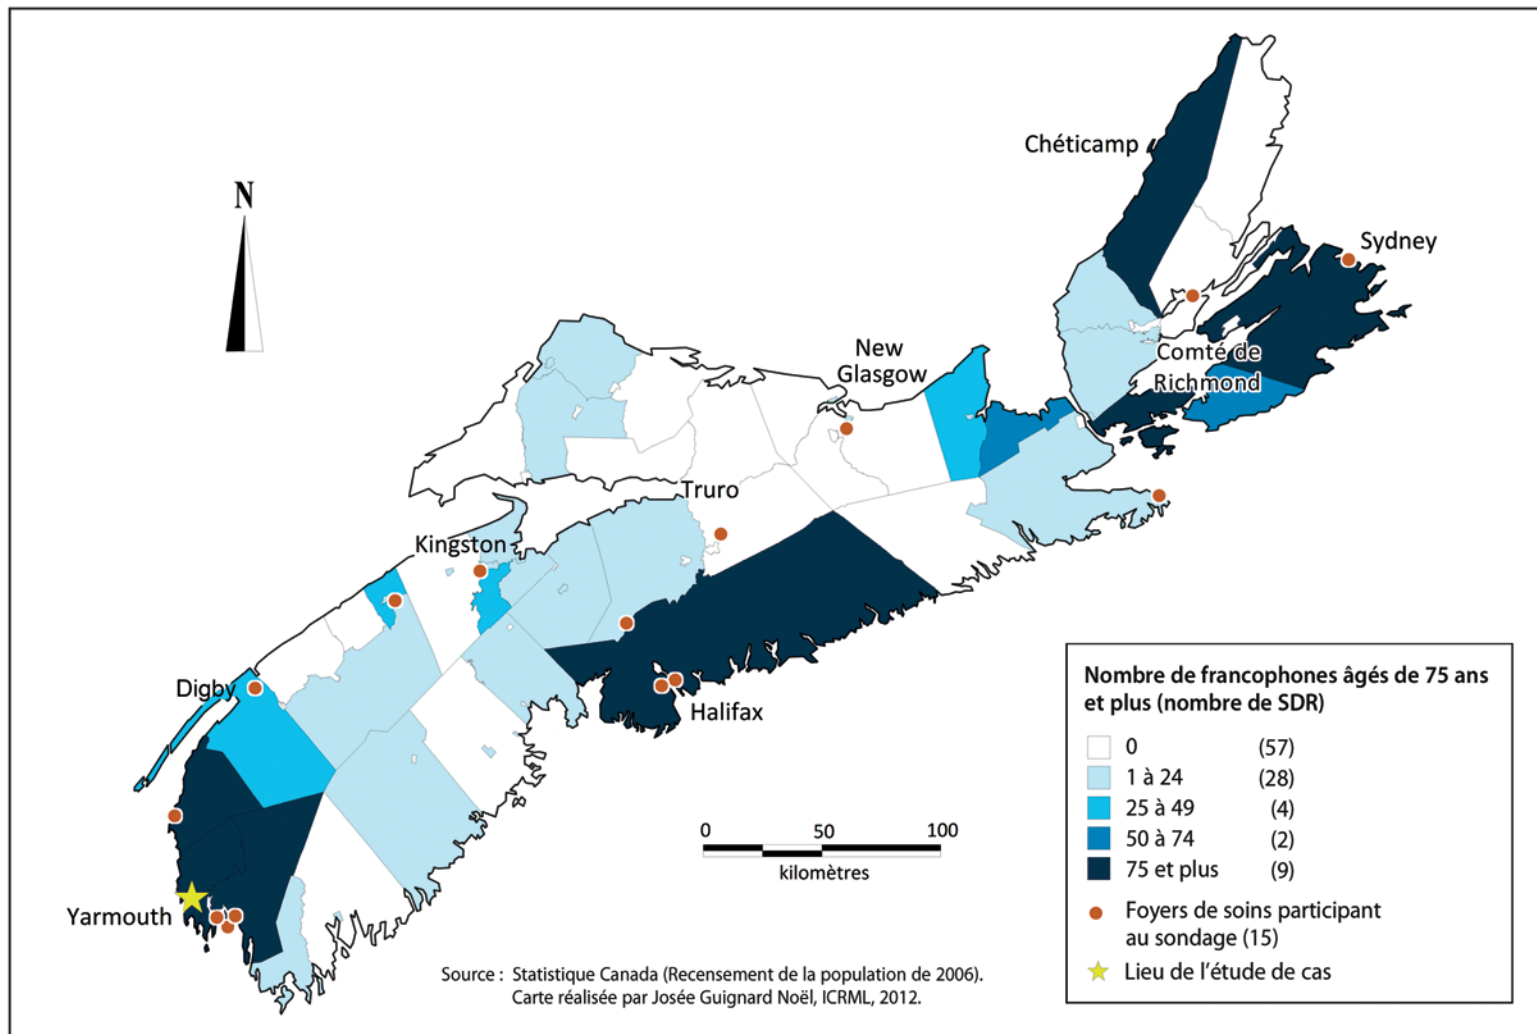 N
Chéticamp
Sydney
Comté de
Richmond
New
Glasgow
Truro
Kingston
Digby
Halifax
Yarmouth
0 50 100
kilomètres
Nombre de francophones âgés de 75 ans
et plus (nombre de SDR)
0 (57)
1 à 24 (28)
25 à 49 (4)
50 à 74 (2)
75 et plus (9)
Foyers de soins participant
au sondage (15)
Lieu de l’étude de cas
Source : Statistique Canada (Recensement de la population de 2006).
Carte réalisée par Josée Guignard Noël, ICRML, 2012.